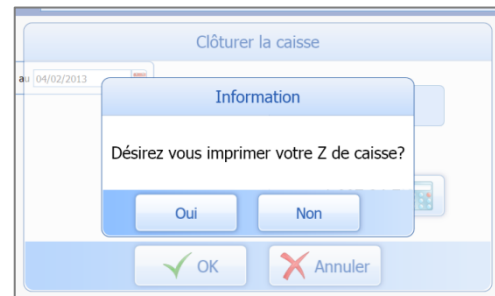 Clôturer la caisse
au 04/02/2013
Information
Désirez vous imprimer votre Z de caisse?
Oui Non
OK Annuler